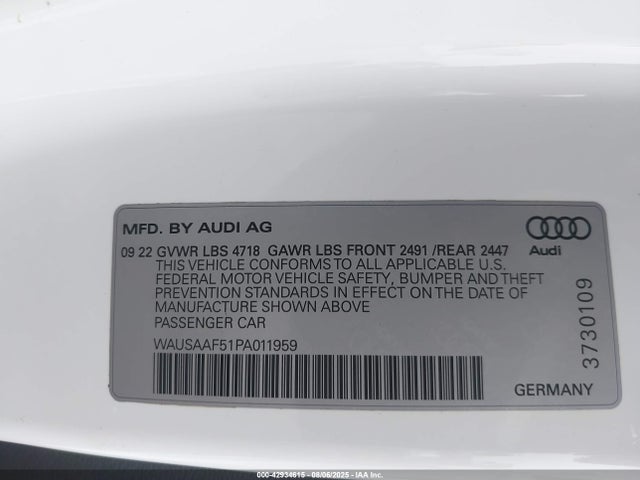 MFD. BY AUDI AG
09 22 GVWR LBS 4718 GAWR LBS FRONT 2491 /REAR 2447
THIS VEHICLE CONFORMS TO ALL APPLICABLE U.S.
FEDERAL MOTOR VEHICLE SAFETY, BUMPER AND THEFT
PREVENTION STANDARDS IN EFFECT ON THE DATE OF
MANUFACTURE SHOWN ABOVE
PASSENGER CAR
WAUSAAF51PA011959
Audi
3730109
GERMANY
000-42934615 - 08/06/2025 - IAA Inc.